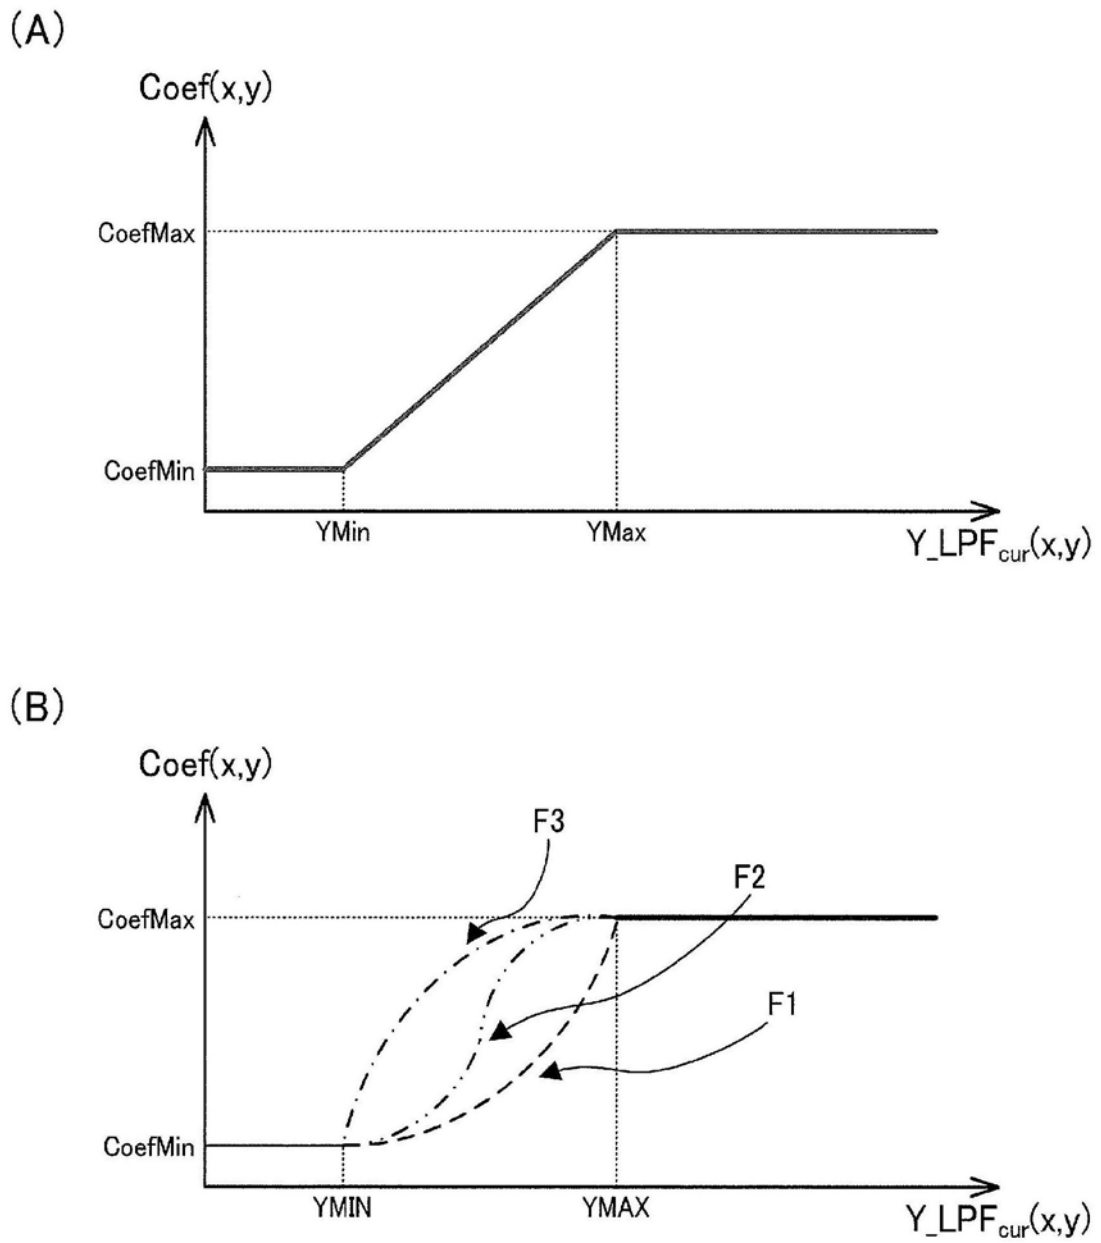 (A)
Coef(x,y)
CoefMax
CoefMin
YMin
YMax
Y_LPFcur(x,y)
(B)
Coef(x,y)
F3
F2
CoefMax
F1
CoefMin
YMIN
YMAX
Y_LPFcur(x,y)